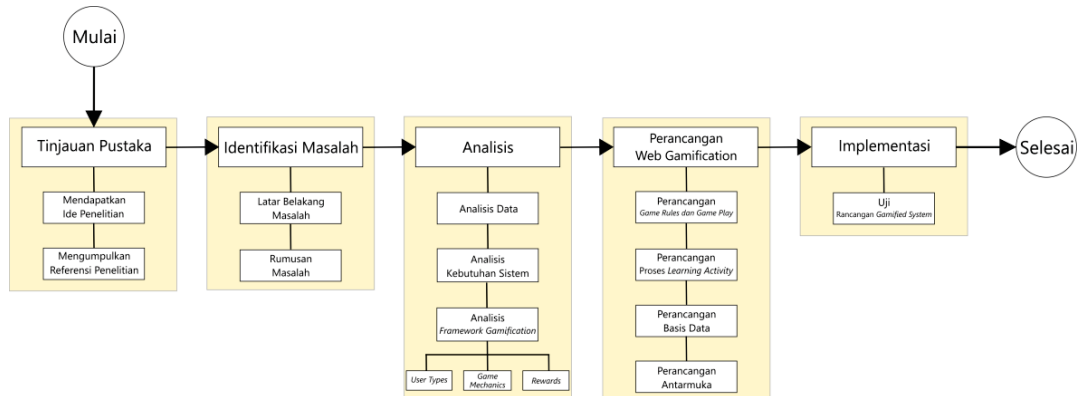 Mulai
Tinjauan Pustaka
Mendapatkan
Ide Penelitian
Mengumpulkan
Referensi Penelitian
Identifikasi Masalah
Latar Belakang
Masalah
Rumusan
Masalah
Analisis
Analisis Data
Analisis
Kebutuhan Sistem
Analisis
Framework Gamification
User Types
Game
Mechanics
Rewards
Perancangan
Web Gamification
Perancangan
Game Rules dan Game Play
Perancangan
Proses Learning Activity
Perancangan
Basis Data
Perancangan
Antarmuka
Implementasi
Uji
Rancangan Gamified System
Selesai